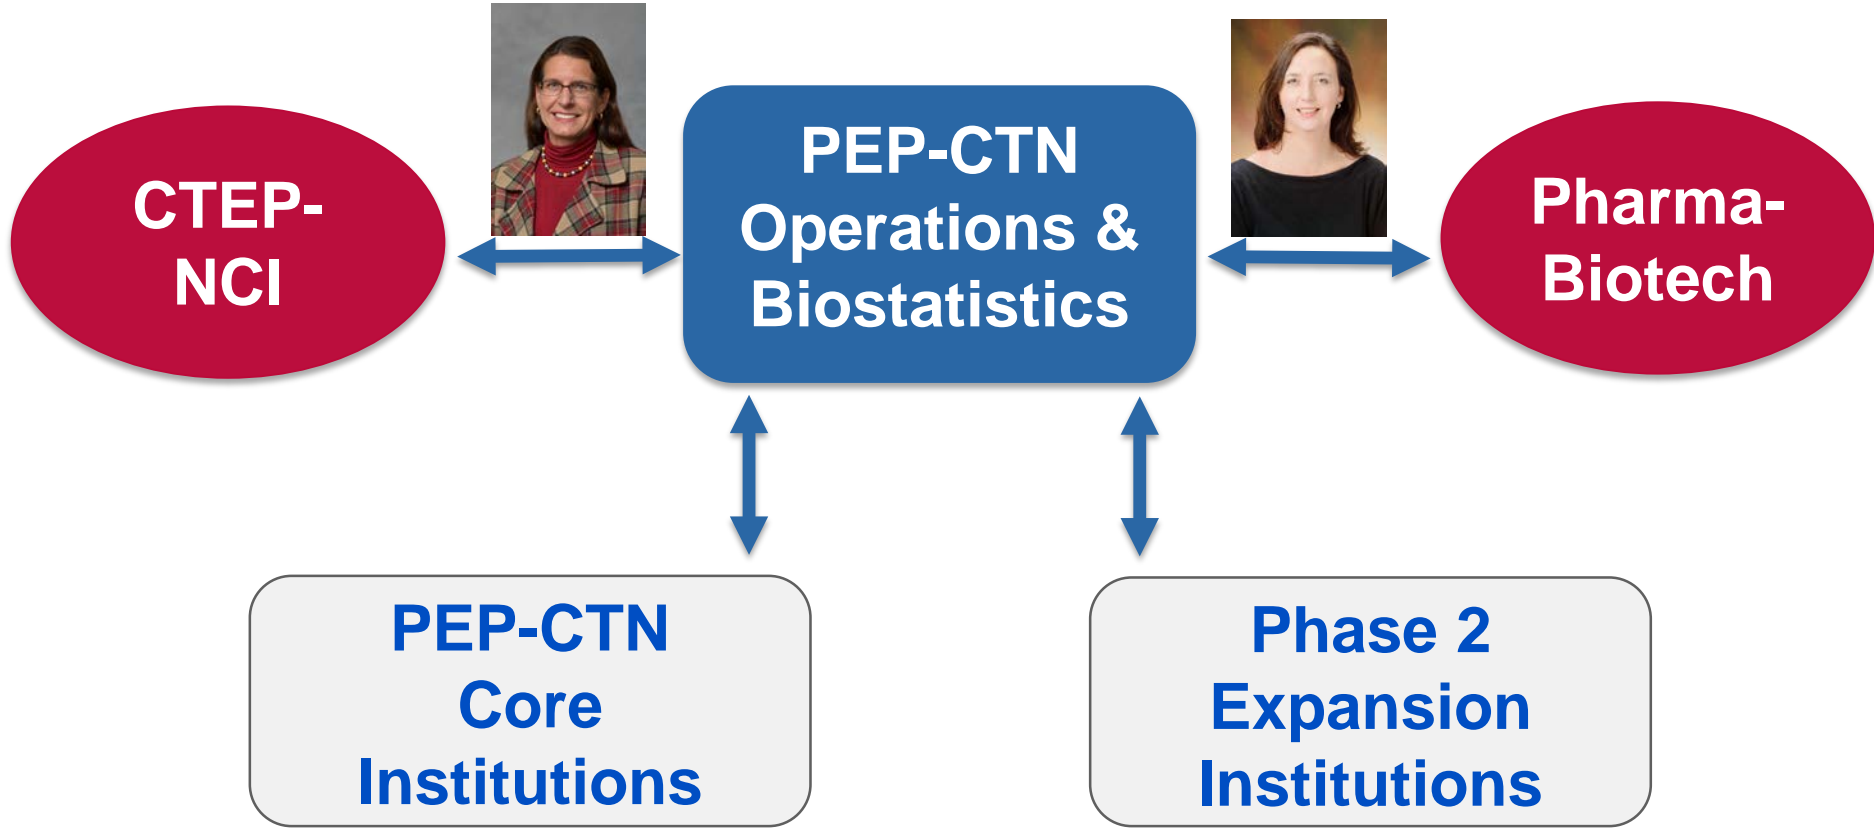 CTEP-
NCI
PEP-CTN
Operations &
Biostatistics
Pharma-
Biotech
PEP-CTN
Core
Institutions
Phase 2
Expansion
Institutions